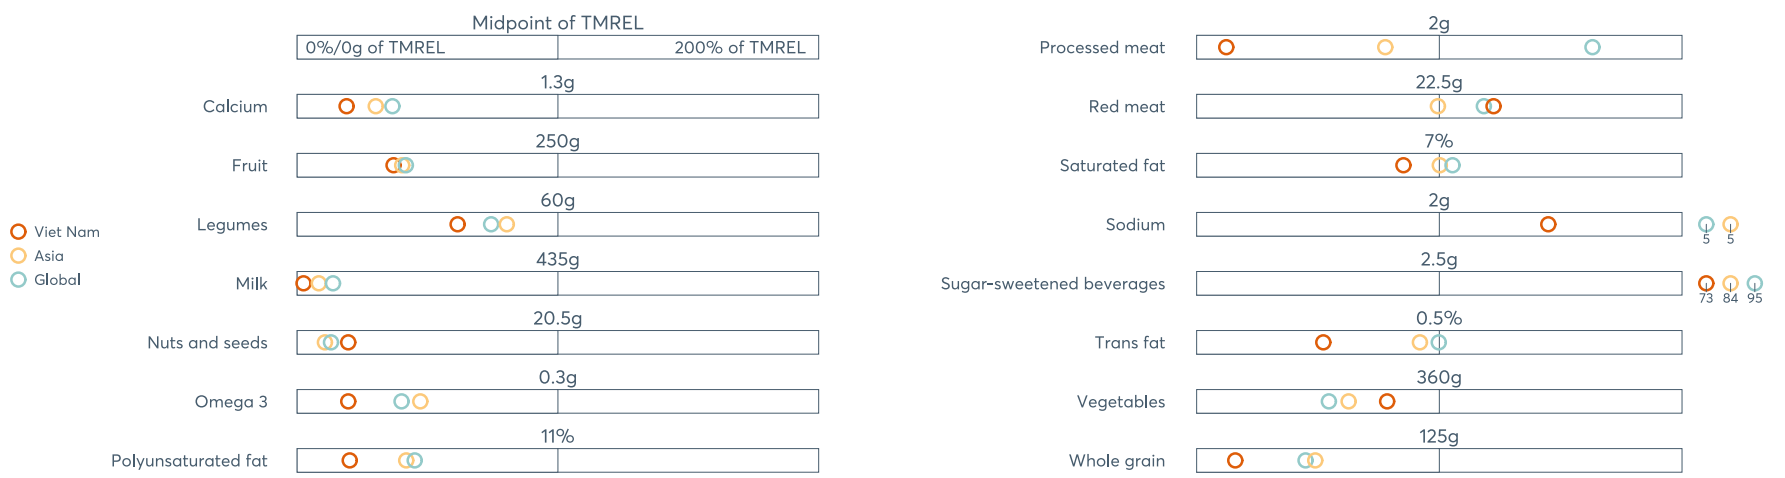 Midpoint of TMREL
0%/0g of TMREL 200% of TMREL
1.3g
Calcium
250g
Fruit
60g
Legumes
435g
Milk
20.5g
Nuts and seeds
0.3g
Omega 3
11%
Polyunsaturated fat
Viet Nam
Asia
Global
2g
Processed meat
22.5g
Red meat
7%
Saturated fat
2g
Sodium
5 5
2.5g
Sugar-sweetened beverages
73 84 95
0.5%
Trans fat
360g
Vegetables
125g
Whole grain